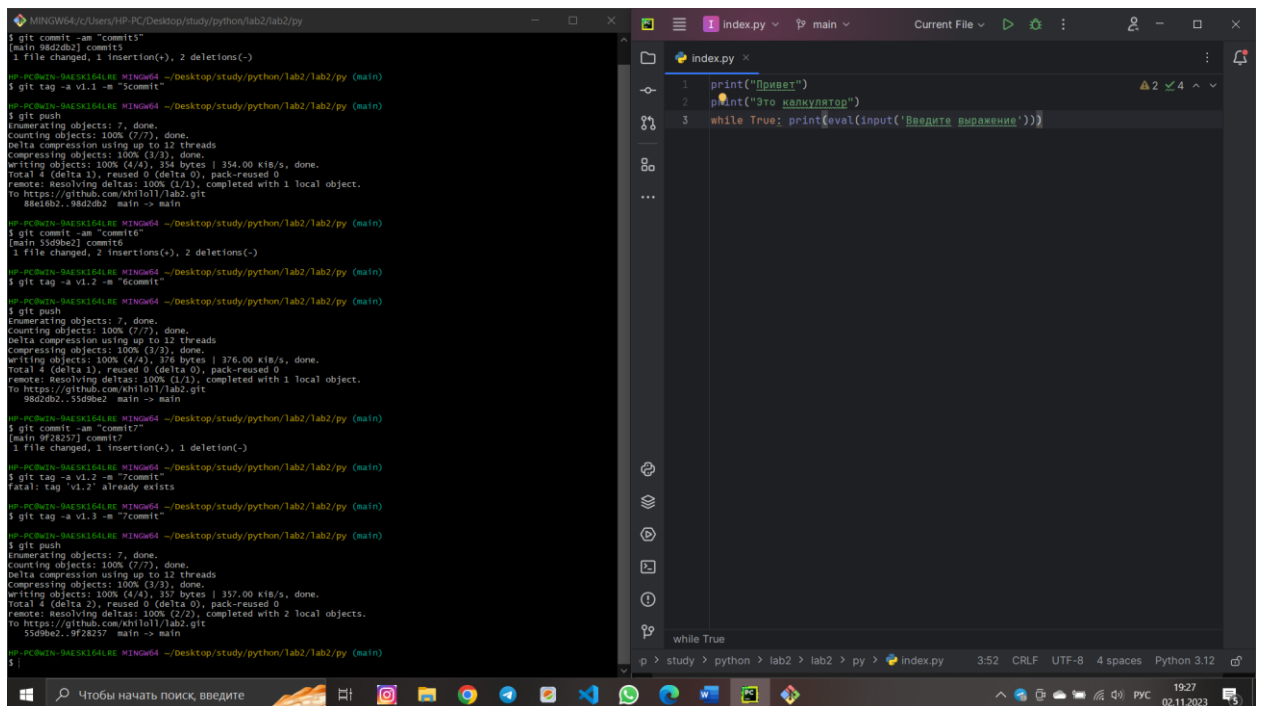 MINGW64:/c/Users/HP-PC/Desktop/study/python/lab2/lab2/py
$ git commit -am "commit5"
[main 98d2db2] commit5
1 file changed, 1 insertion(+), 2 deletions(-)
HP-PC@WIN-9AESK164LRE MINGW64 ~/Desktop/study/python/lab2/lab2/py (main)
$ git tag -a v1.1 -m "5commit"
HP-PC@WIN-9AESK164LRE MINGW64 ~/Desktop/study/python/lab2/lab2/py (main)
$ git push
Enumerating objects: 7, done.
Counting objects: 100% (7/7), done.
Delta compression using up to 12 threads
Compressing objects: 100% (3/3), done.
Writing objects: 100% (4/4), 354 bytes | 354.00 KiB/s, done.
Total 4 (delta 1), reused 0 (delta 0), pack-reused 0
remote: Resolving deltas: 100% (1/1), completed with 1 local object.
To https://github.com/Khiloll/lab2.git
88e16b2..98d2db2 main -> main
HP-PC@WIN-9AESK164LRE MINGW64 ~/Desktop/study/python/lab2/lab2/py (main)
$ git commit -am "commit6"
[main 55d9be2] commit6
1 file changed, 2 insertions(+), 2 deletions(-)
HP-PC@WIN-9AESK164LRE MINGW64 ~/Desktop/study/python/lab2/lab2/py (main)
$ git tag -a v1.2 -m "6commit"
HP-PC@WIN-9AESK164LRE MINGW64 ~/Desktop/study/python/lab2/lab2/py (main)
$ git push
Enumerating objects: 7, done.
Counting objects: 100% (7/7), done.
Delta compression using up to 12 threads
Compressing objects: 100% (3/3), done.
Writing objects: 100% (4/4), 376 bytes | 376.00 KiB/s, done.
Total 4 (delta 1), reused 0 (delta 0), pack-reused 0
remote: Resolving deltas: 100% (1/1), completed with 1 local object.
To https://github.com/Khiloll/lab2.git
98d2db2..55d9be2 main -> main
HP-PC@WIN-9AESK164LRE MINGW64 ~/Desktop/study/python/lab2/lab2/py (main)
$ git commit -am "commit7"
[main 9f28257] commit7
1 file changed, 1 insertion(+), 1 deletion(-)
HP-PC@WIN-9AESK164LRE MINGW64 ~/Desktop/study/python/lab2/lab2/py (main)
$ git tag -a v1.2 -m "7commit"
fatal: tag 'v1.2' already exists
HP-PC@WIN-9AESK164LRE MINGW64 ~/Desktop/study/python/lab2/lab2/py (main)
$ git tag -a v1.3 -m "7commit"
HP-PC@WIN-9AESK164LRE MINGW64 ~/Desktop/study/python/lab2/lab2/py (main)
$ git push
Enumerating objects: 7, done.
Counting objects: 100% (7/7), done.
Delta compression using up to 12 threads
Compressing objects: 100% (3/3), done.
Writing objects: 100% (4/4), 357 bytes | 357.00 KiB/s, done.
Total 4 (delta 2), reused 0 (delta 0), pack-reused 0
remote: Resolving deltas: 100% (2/2), completed with 2 local objects.
To https://github.com/Khiloll/lab2.git
55d9be2..9f28257 main -> main
HP-PC@WIN-9AESK164LRE MINGW64 ~/Desktop/study/python/lab2/lab2/py (main)
$
I index.py main Current File
index.py
2 4
1 print("Привет")
2 print("Это калкулятор")
3 while True: print(eval(input('Введите выражение')))
while True
p > study > python > lab2 > lab2 > py > index.py 3:52 CRLF UTF-8 4 spaces Python 3.12
Чтобы начать поиск, введите
РУС 19:27
02.11.2023
5